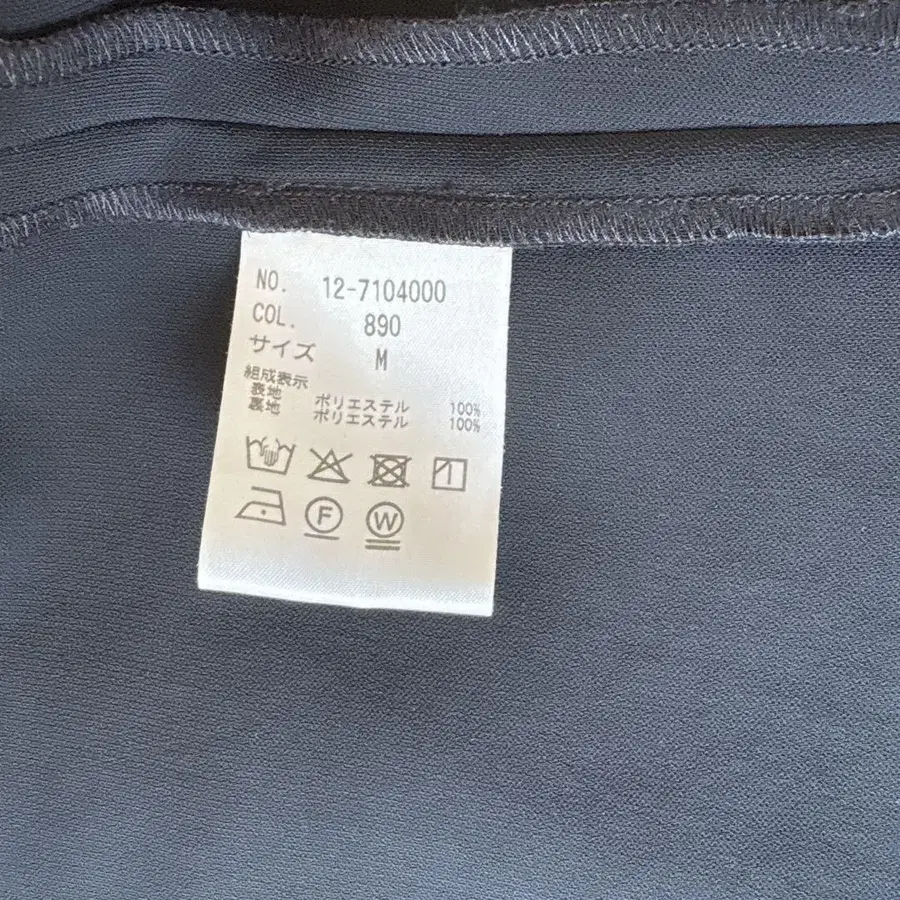 NO. 12-7104000
COL. 890
サイズ M
組成表示
表地 ポリエステル 100%
裏地 ポリエステル 100%
F W